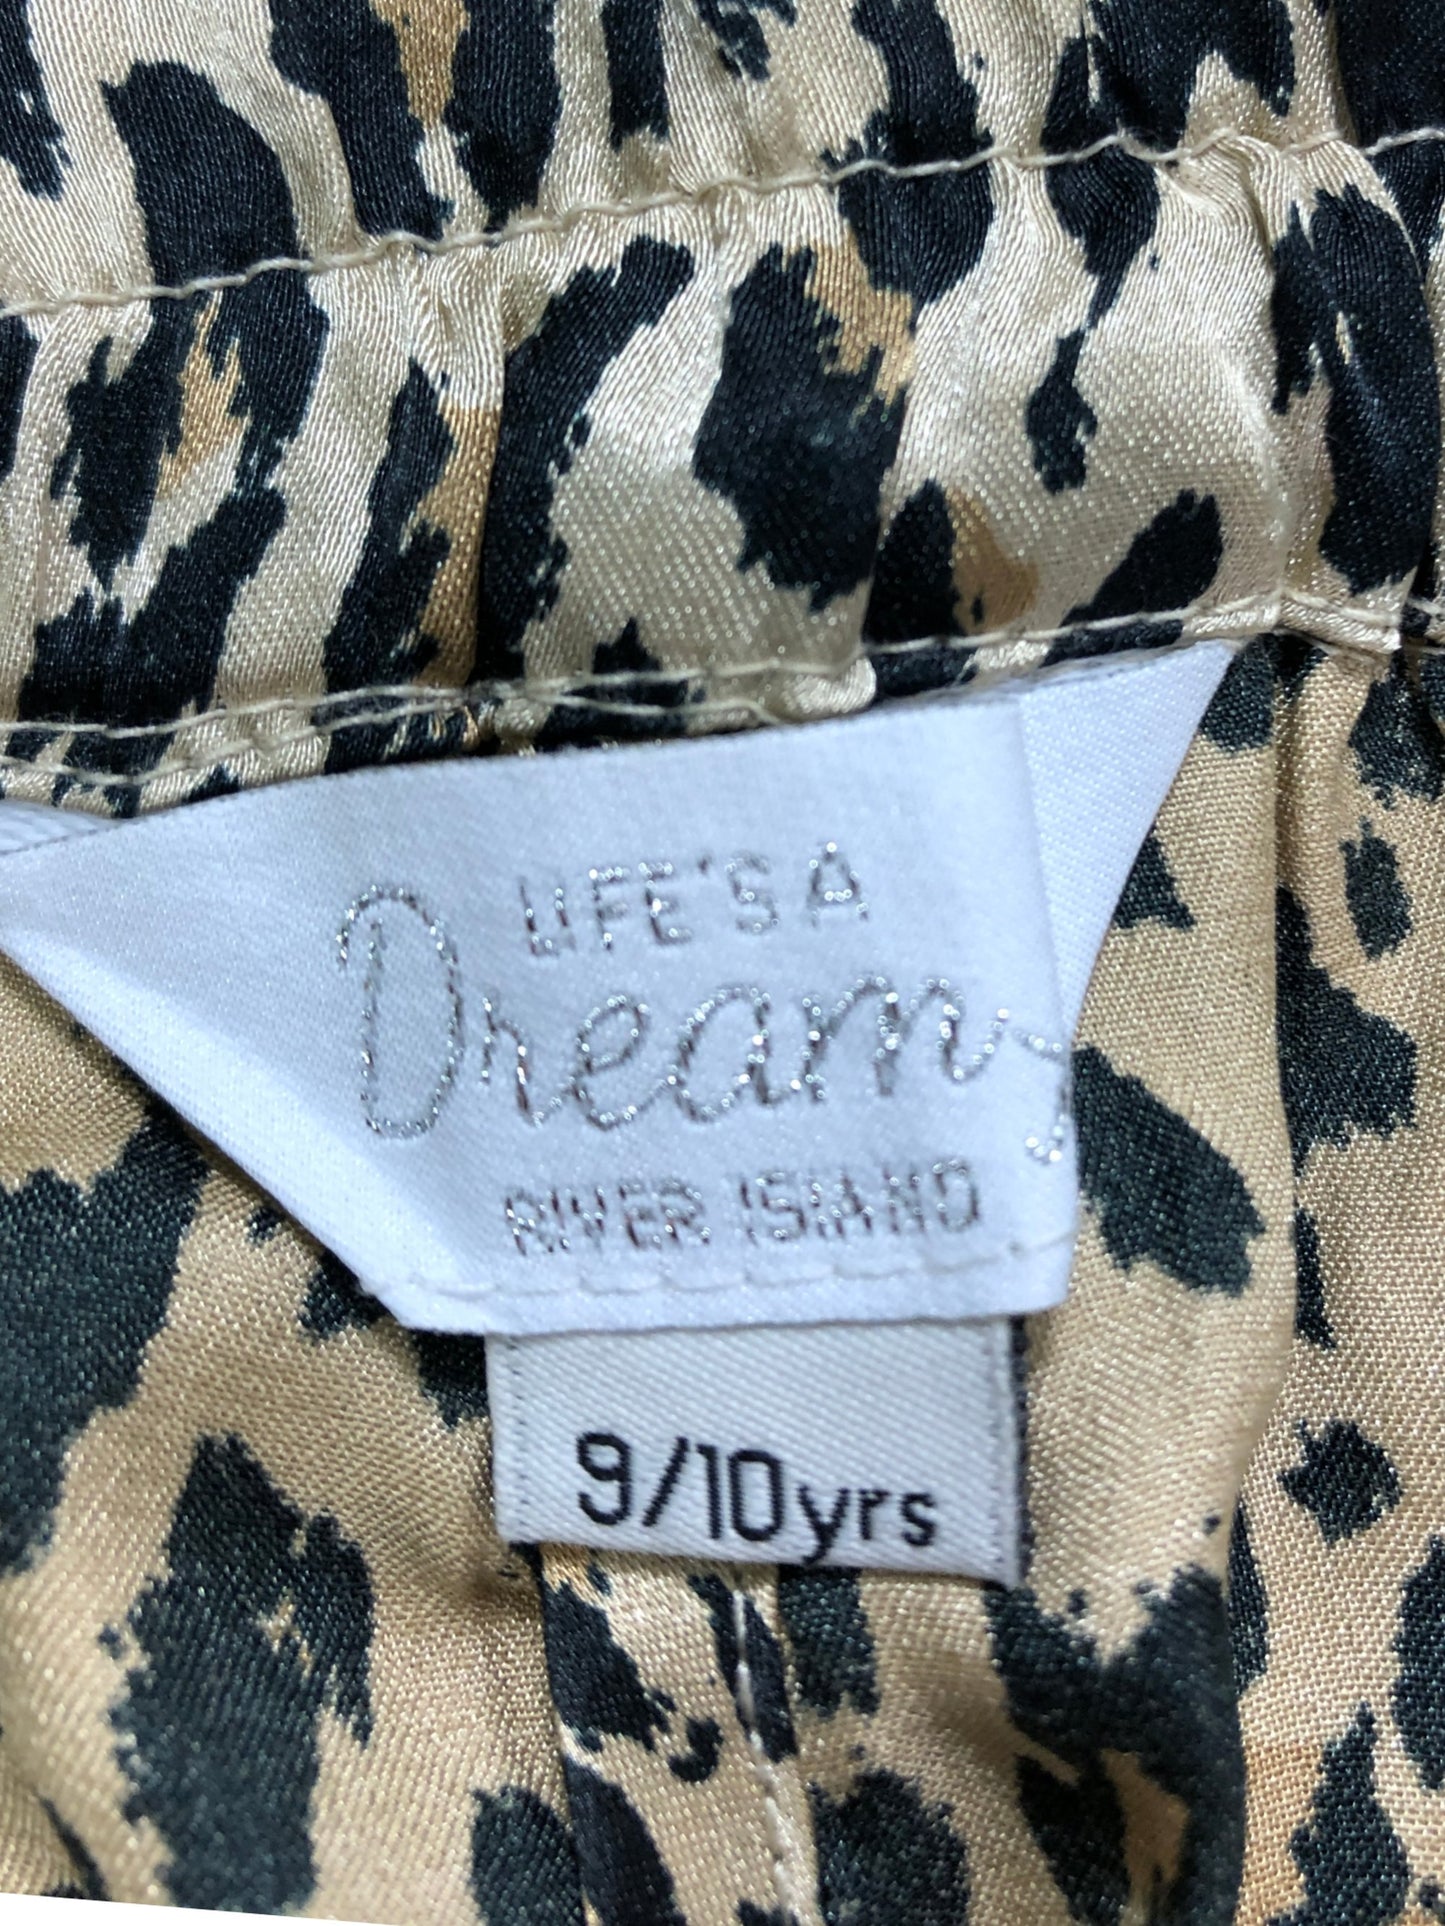 LIFE'S A
Dream
RIVER ISLAND
9/10yrs